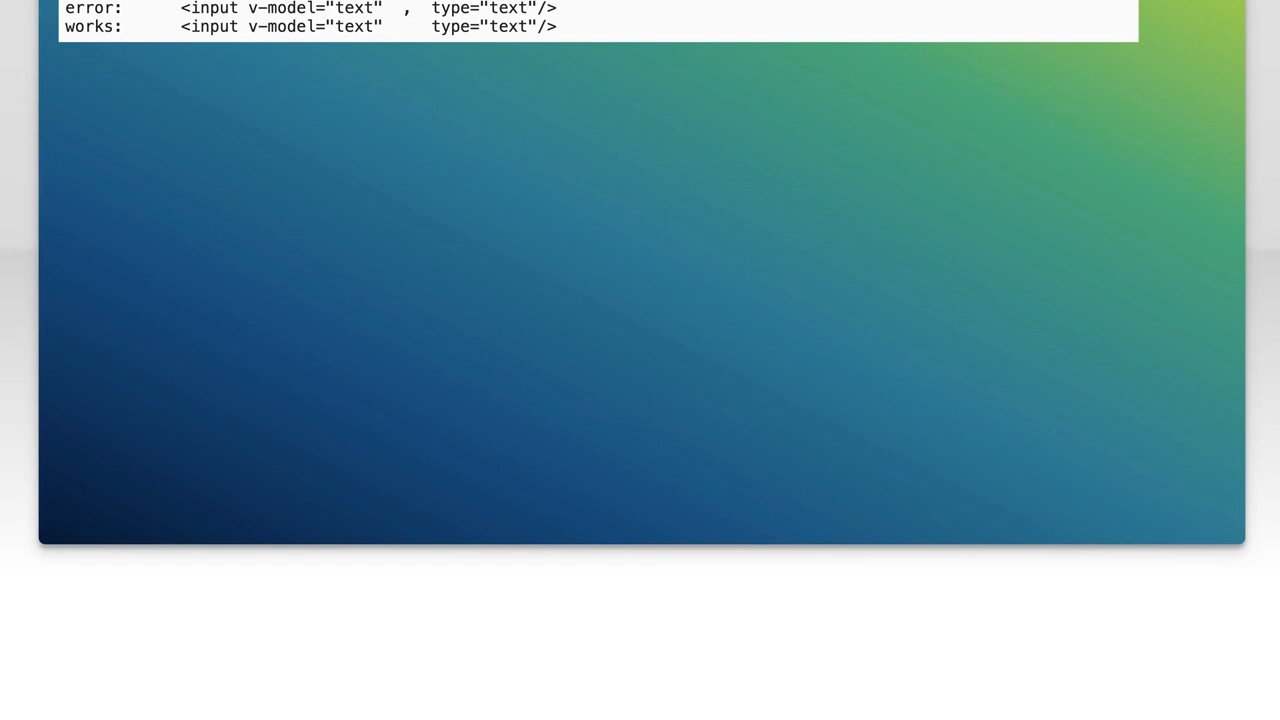 error:      <input v-model="text"  ,  type="text"/>
works:      <input v-model="text"     type="text"/>